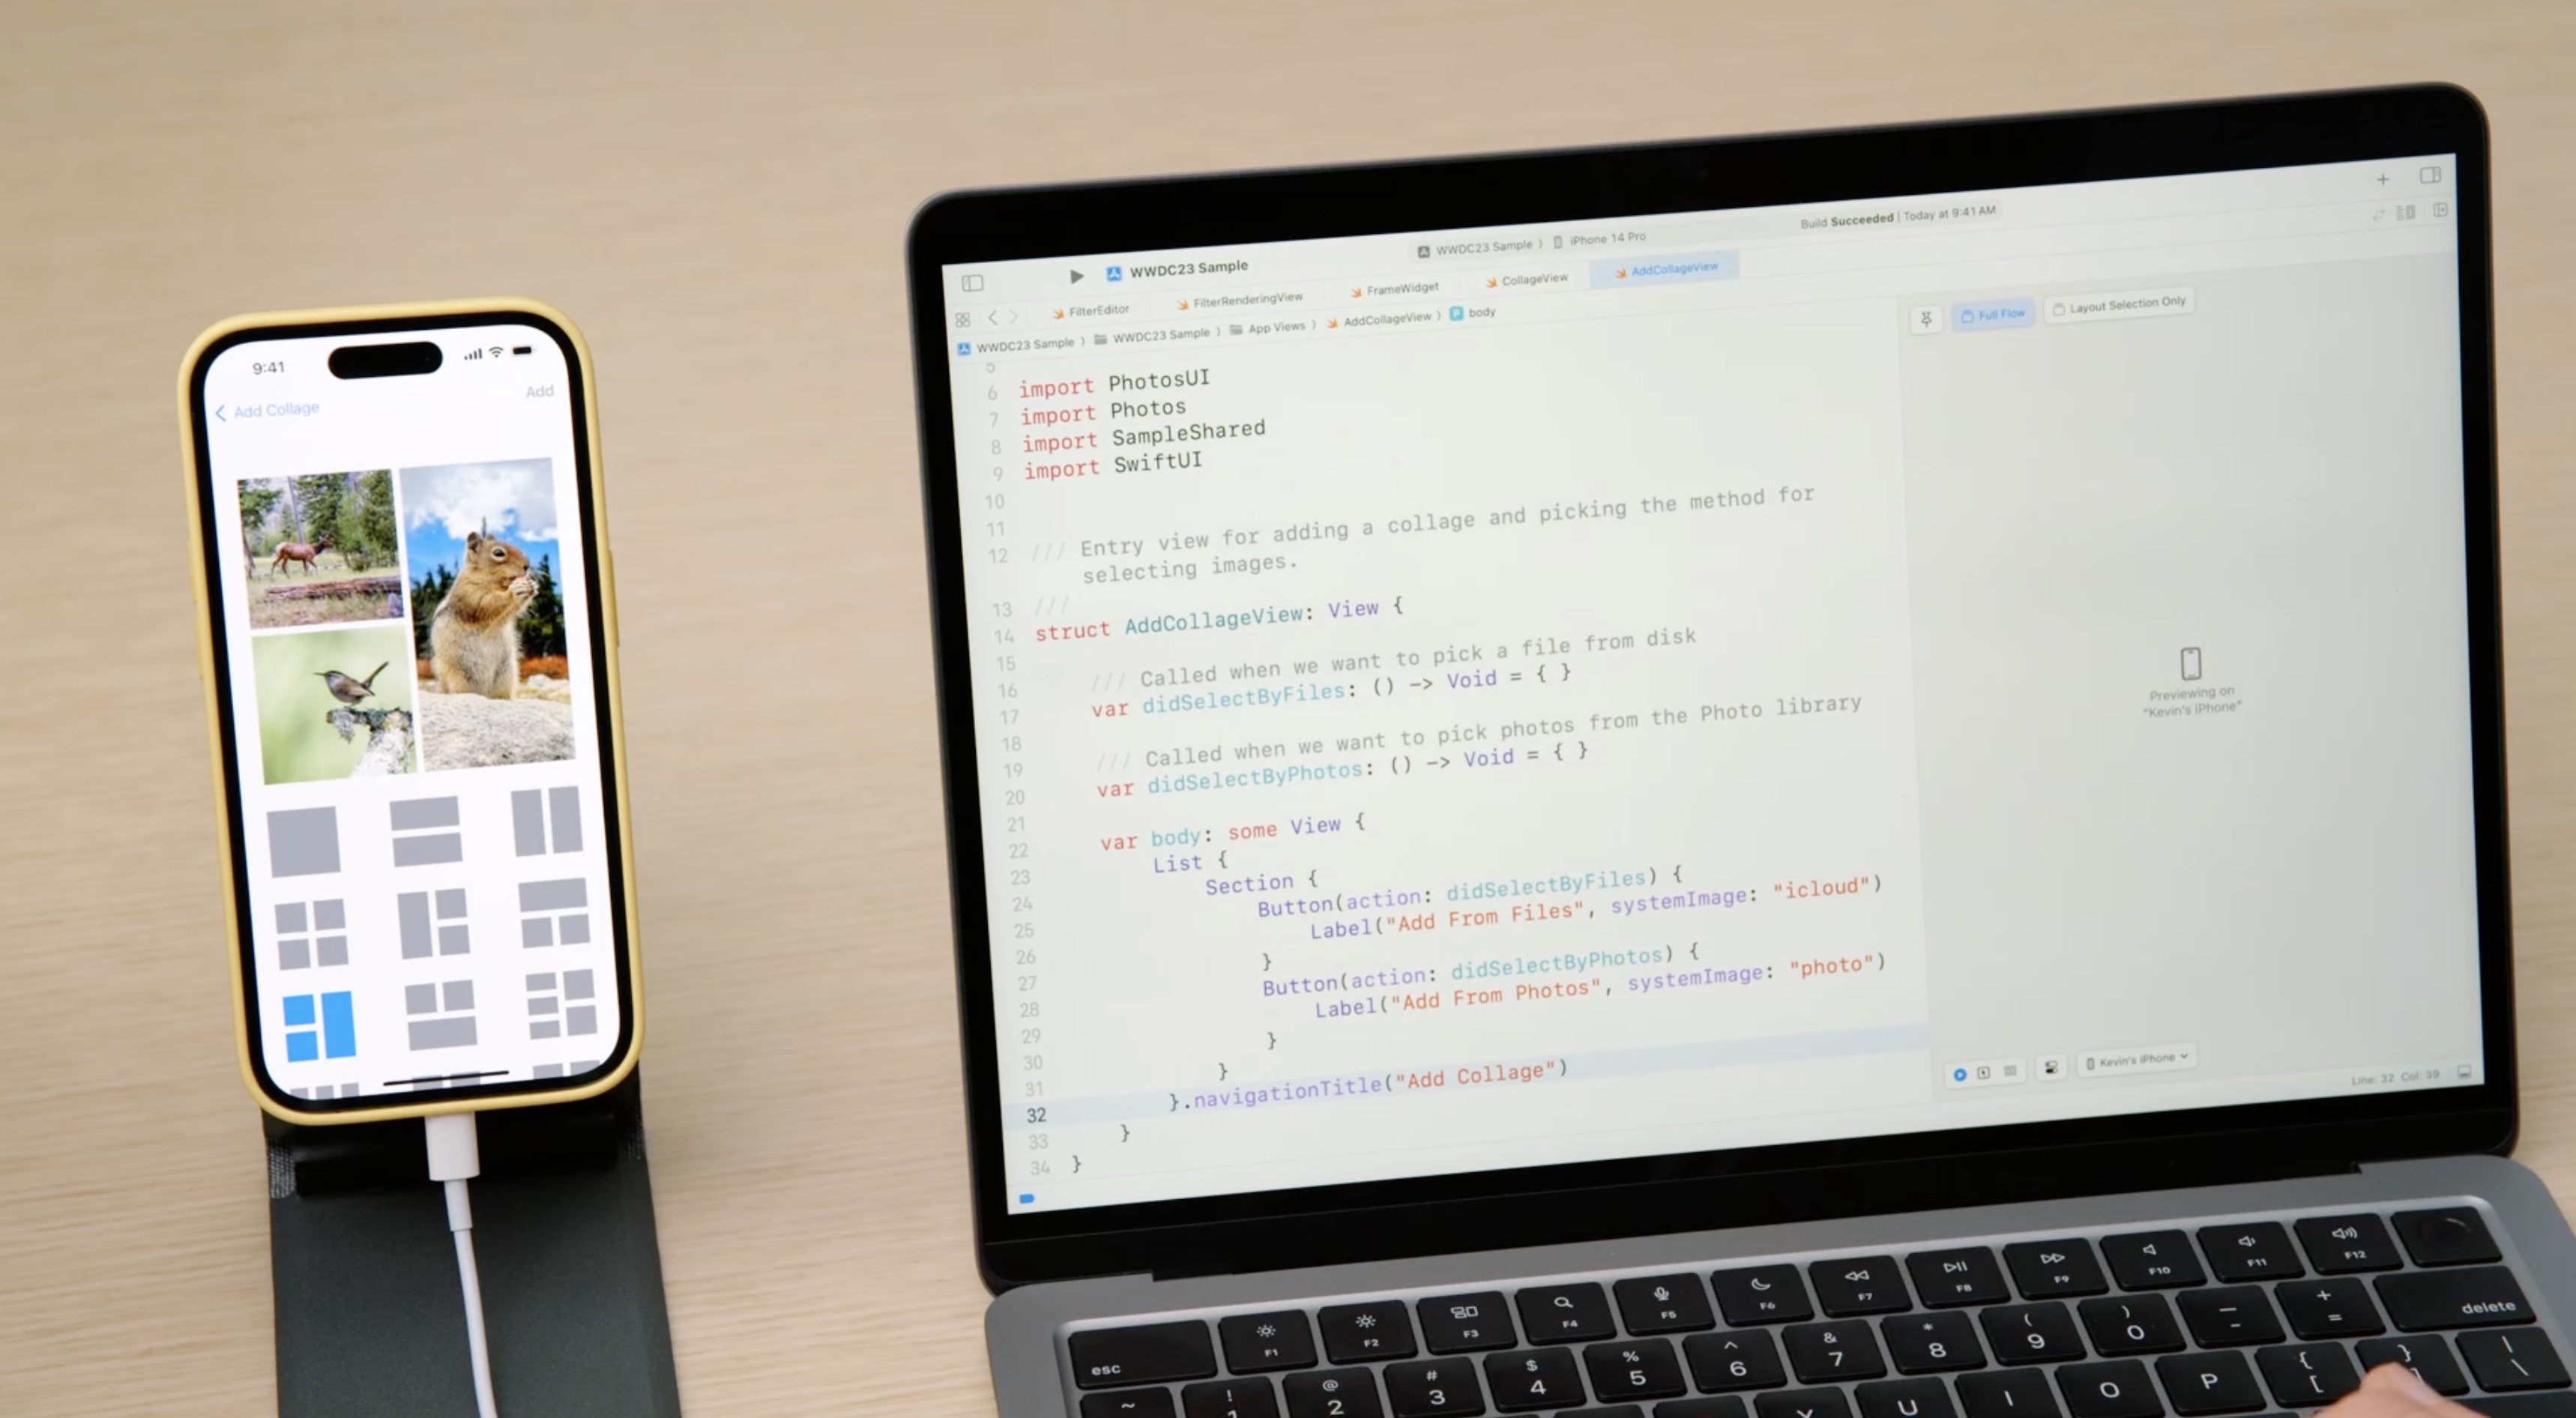 9:41
Add Collage
Add
WWDC23 Sample
WWDC23 Sample 〉 iPhone 14 Pro
Build Succeeded | Today at 9:41 AM
FilterEditor
FilterRenderingView
FrameWidget
CollageView
AddCollageView
WWDC23 Sample 〉 WWDC23 Sample 〉 App Views 〉 AddCollageView 〉 P body
Full Flow
Layout Selection Only
5
6 import PhotosUI
7 import Photos
8 import SampleShared
9 import SwiftUI
10
11
12 /// Entry view for adding a collage and picking the method for
selecting images.
13 ///
14 struct AddCollageView: View {
15
16 /// Called when we want to pick a file from disk
17 var didSelectByFiles: () -> Void = { }
18
19 /// Called when we want to pick photos from the Photo library
20 var didSelectByPhotos: () -> Void = { }
21
22 var body: some View {
23 List {
24 Section {
25 Button(action: didSelectByFiles) {
26 Label("Add From Files", systemImage: "icloud")
27 }
28 Button(action: didSelectByPhotos) {
29 Label("Add From Photos", systemImage: "photo")
30 }
31 }
32 }.navigationTitle("Add Collage")
33 }
34 }
Previewing on
"Kevin's iPhone"
Kevin's iPhone
Line: 32 Col: 39
esc F1 F2 F3 F4 F5 F6 F7 F8 F9 F10 F11 F12
~ ! 1 @ 2 # 3 $ 4 % 5 ^ 6 & 7 * 8 ( 9 ) 0 — - + = delete
U I O P { [ } | \